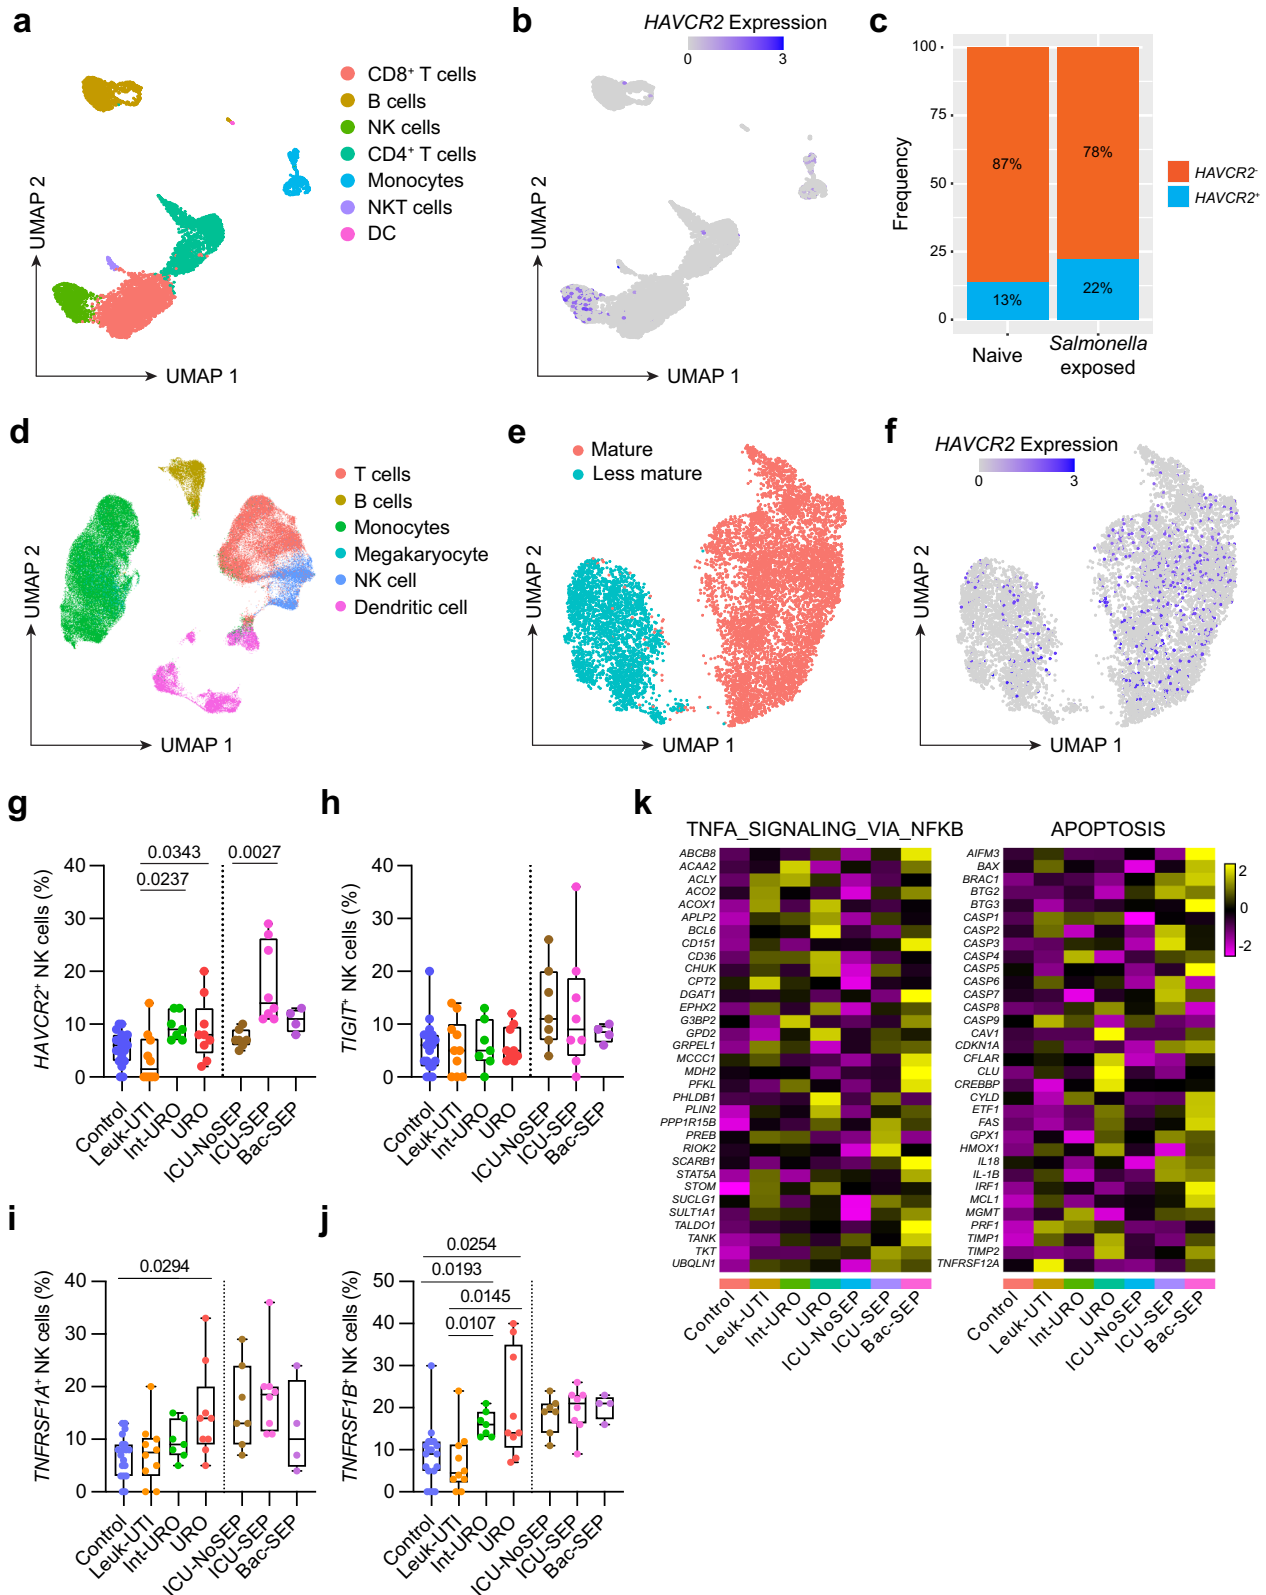 a
CD8+ T cells
B cells
NK cells
CD4+ T cells
Monocytes
NKT cells
DC
UMAP 2
UMAP 1
b
HAVCR2 Expression
0 3
UMAP 2
UMAP 1
c
Frequency
100
75
50
25
0
87%
13%
78%
22%
Naive
Salmonella
exposed
HAVCR2-
HAVCR2+
d
T cells
B cells
Monocytes
Megakaryocyte
NK cell
Dendritic cell
UMAP 2
UMAP 1
e
Mature
Less mature
UMAP 2
UMAP 1
f
HAVCR2 Expression
0 3
UMAP 2
UMAP 1
g
HAVCR2+ NK cells (%)
40
30
20
10
0
0.0343
0.0237
0.0027
Control
Leuk-UTI
Int-URO
URO
ICU-NoSEP
ICU-SEP
Bac-SEP
h
TIGIT+ NK cells (%)
40
30
20
10
0
Control
Leuk-UTI
Int-URO
URO
ICU-NoSEP
ICU-SEP
Bac-SEP
i
TNFRSF1A+ NK cells (%)
40
30
20
10
0
0.0294
Control
Leuk-UTI
Int-URO
URO
ICU-NoSEP
ICU-SEP
Bac-SEP
j
TNFRSF1B+ NK cells (%)
50
40
30
20
10
0
0.0254
0.0193
0.0145
0.0107
Control
Leuk-UTI
Int-URO
URO
ICU-NoSEP
ICU-SEP
Bac-SEP
k
TNFA_SIGNALING_VIA_NFKB
ABCB8
ACAA2
ACLY
ACO2
ACOX1
APLP2
BCL6
CD151
CD36
CHUK
CPT2
DGAT1
EPHX2
G3BP2
GPD2
GRPEL1
MCCC1
MDH2
PFKL
PHLDB1
PLIN2
PPP1R15B
PREB
RIOK2
SCARB1
STAT5A
STOM
SUCLG1
SULT1A1
TALDO1
TANK
TKT
UBQLN1
Control
Leuk-UTI
Int-URO
URO
ICU-NoSEP
ICU-SEP
Bac-SEP
APOPTOSIS
AIFM3
BAX
BRAC1
BTG2
BTG3
CASP1
CASP2
CASP3
CASP4
CASP5
CASP6
CASP7
CASP8
CASP9
CAV1
CDKN1A
CFLAR
CLU
CREBBP
CYLD
ETF1
FAS
GPX1
HMOX1
IL18
IL-1B
IRF1
MCL1
MGMT
PRF1
TIMP1
TIMP2
TNFRSF12A
Control
Leuk-UTI
Int-URO
URO
ICU-NoSEP
ICU-SEP
Bac-SEP
2
0
-2